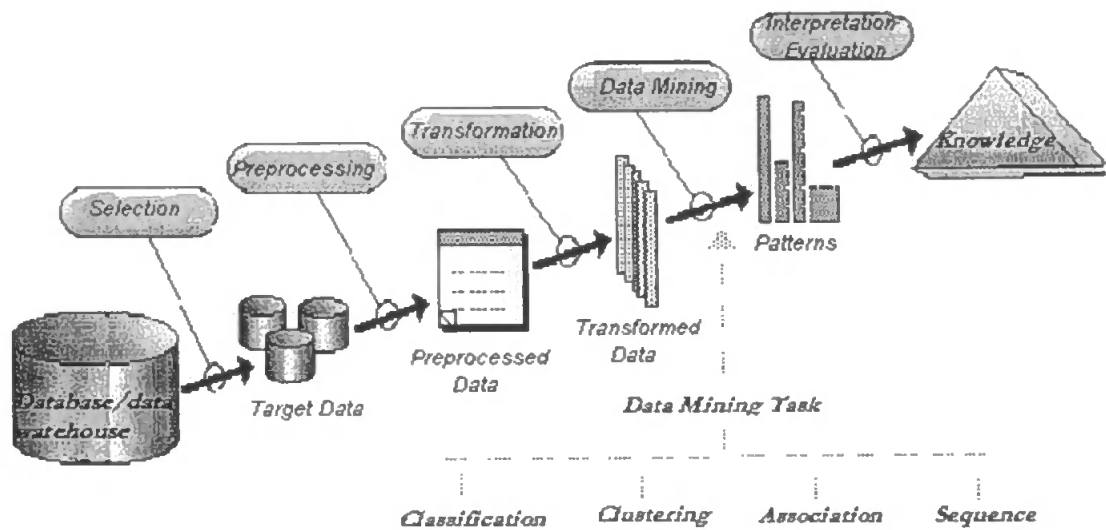 Interpretation
Evaluation
Data Mining
Transformation
Preprocessing
Selection
Knowledge
Patterns
Transformed
Data
Preprocessed
Data
Target Data
Database/data
warehouse
Data Mining Task
Classification
Clustering
Association
Sequence